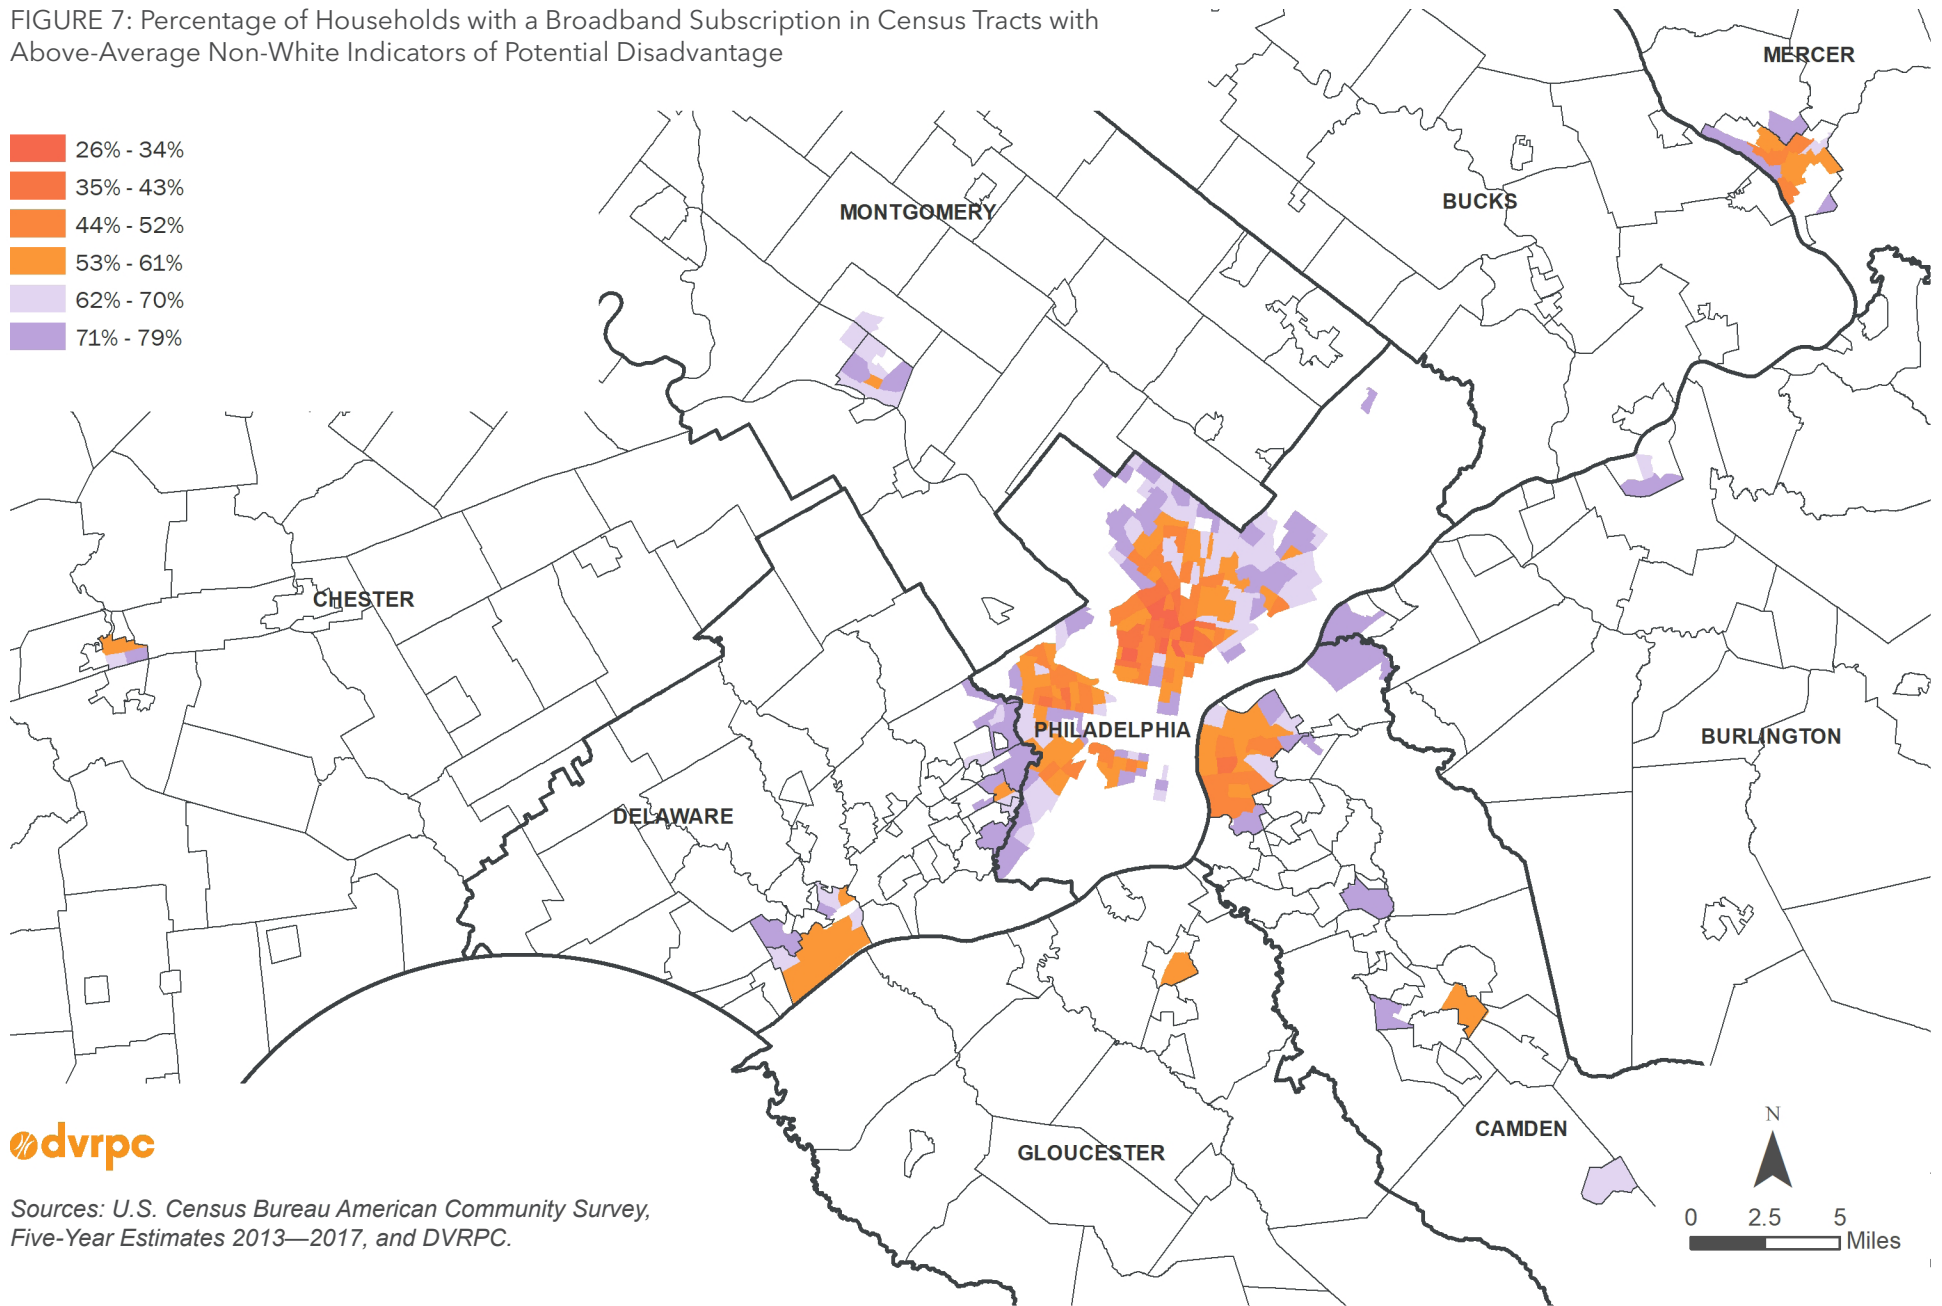 FIGURE 7: Percentage of Households with a Broadband Subscription in Census Tracts with
Above-Average Non-White Indicators of Potential Disadvantage
26% - 34%
35% - 43%
44% - 52%
53% - 61%
62% - 70%
71% - 79%
MERCER
BUCKS
MONTGOMERY
CHESTER
PHILADELPHIA
BURLINGTON
DELAWARE
CAMDEN
GLOUCESTER
dvrpc
Sources: U.S. Census Bureau American Community Survey,
Five-Year Estimates 2013—2017, and DVRPC.
N
0 2.5 5
Miles